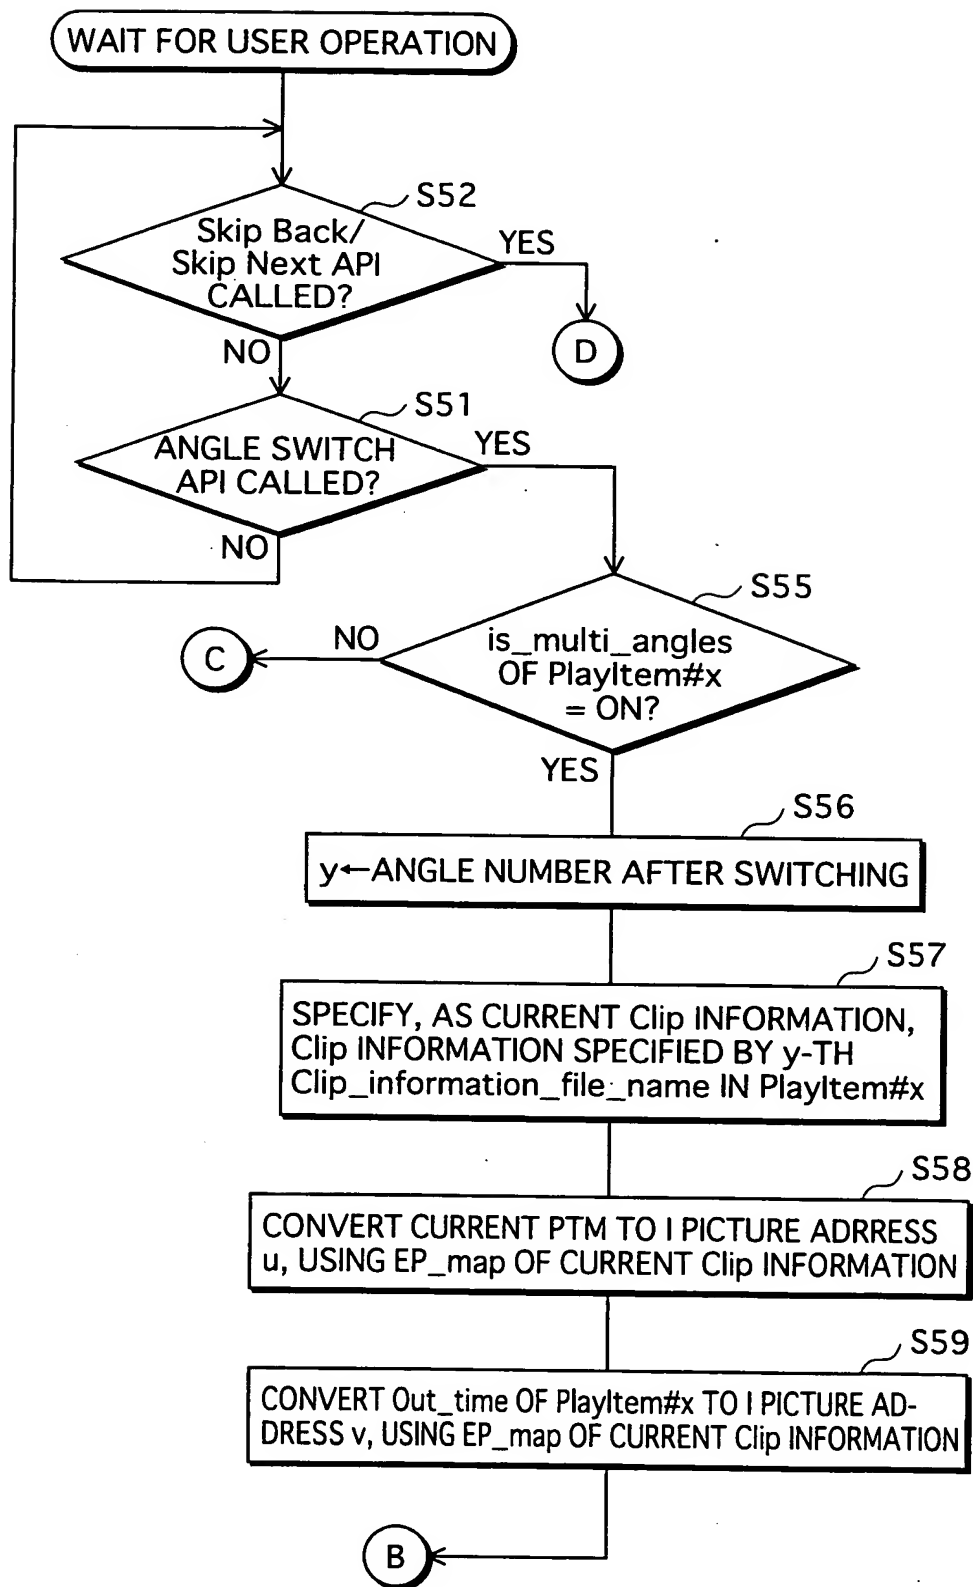 WAIT FOR USER OPERATION
S52
Skip Back/
Skip Next API
CALLED?
YES
D
NO
S51
ANGLE SWITCH
API CALLED?
YES
NO
S55
is_multi_angles
OF PlayItem#x
= ON?
NO
C
YES
S56
y←ANGLE NUMBER AFTER SWITCHING
S57
SPECIFY, AS CURRENT Clip INFORMATION,
Clip INFORMATION SPECIFIED BY y-TH
Clip_information_file_name IN PlayItem#x
S58
CONVERT CURRENT PTM TO I PICTURE ADRRESS
u, USING EP_map OF CURRENT Clip INFORMATION
S59
CONVERT Out_time OF PlayItem#x TO I PICTURE AD-
DRESS v, USING EP_map OF CURRENT Clip INFORMATION
B